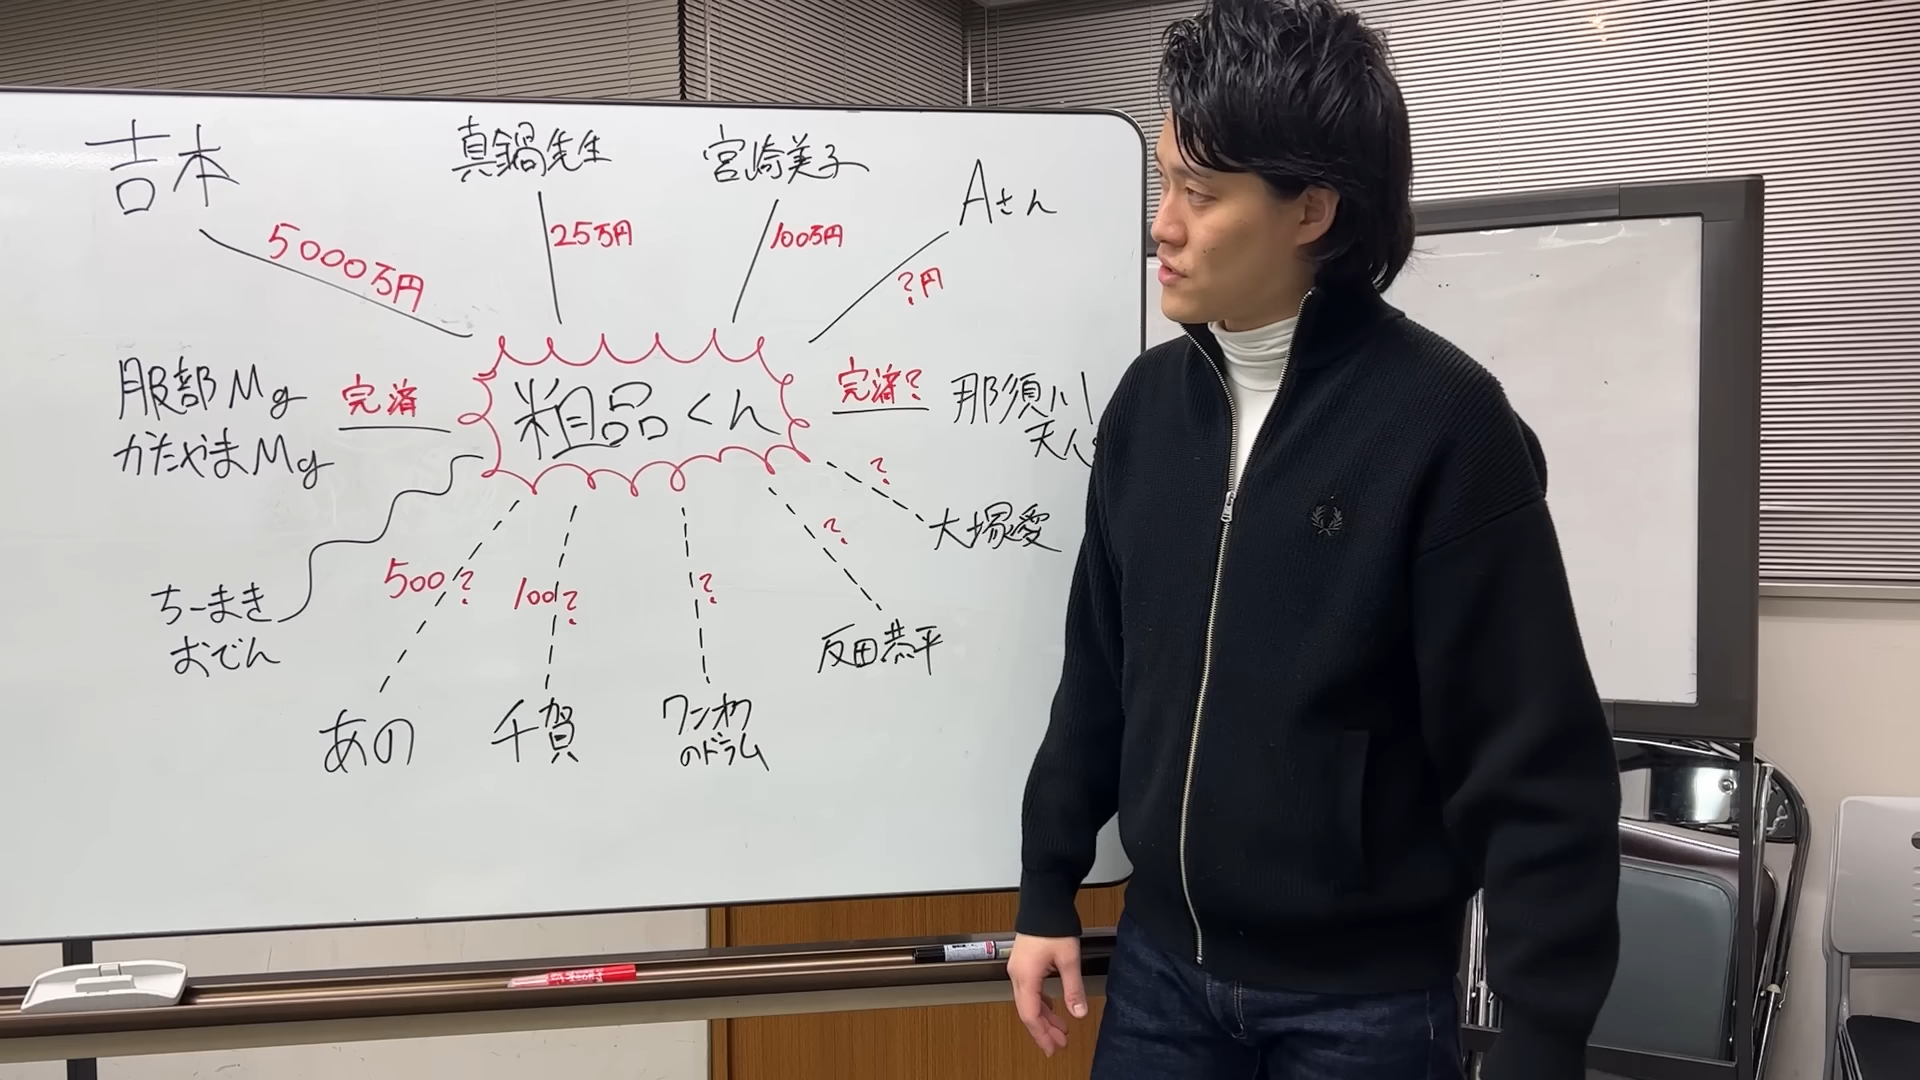 吉本
真鍋先生
宮崎美子
Aさん
5000万円
25万円
100万円
?円
服部Mg
かたやまMg
完済
粗品くん
完済?
那須川
天心
?
大塚愛
ちーまき
おでん
500?
100?
?
?
反田恭平
あの
千賀
ワンオク
のドラム